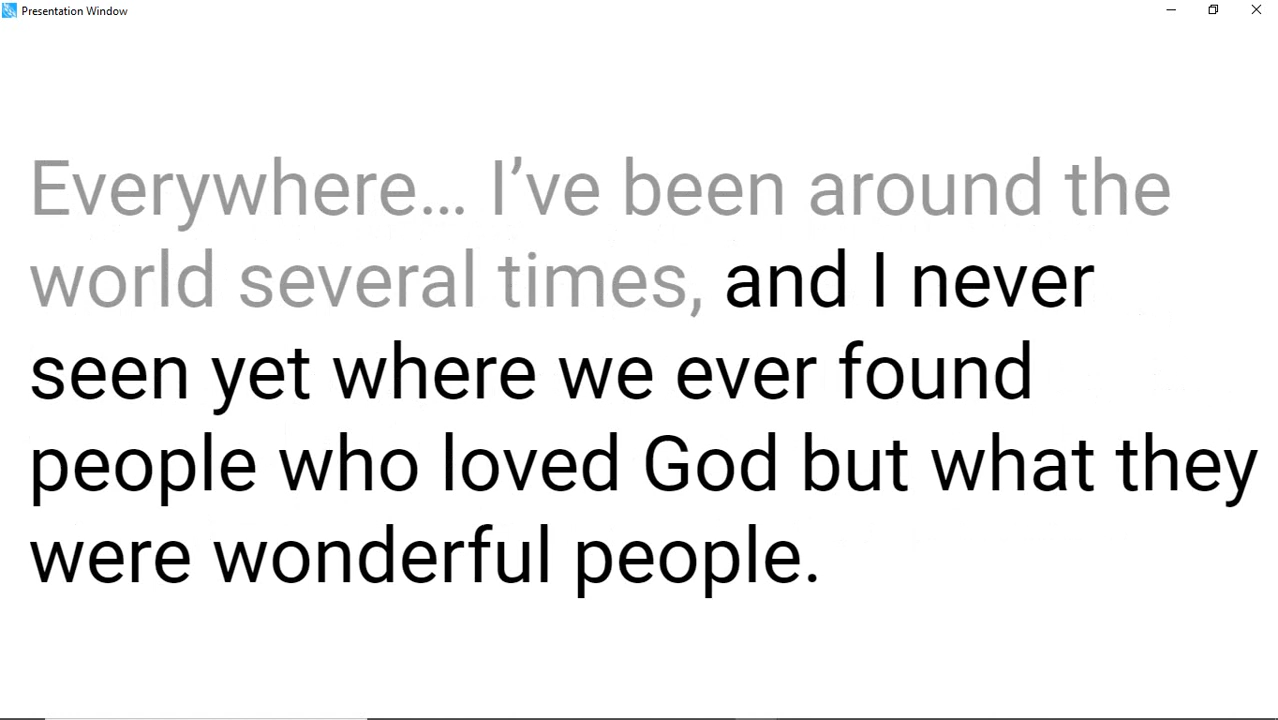 Presentation Window
Everywhere… I’ve been around the
world several times, and I never
seen yet where we ever found
people who loved God but what they
were wonderful people.